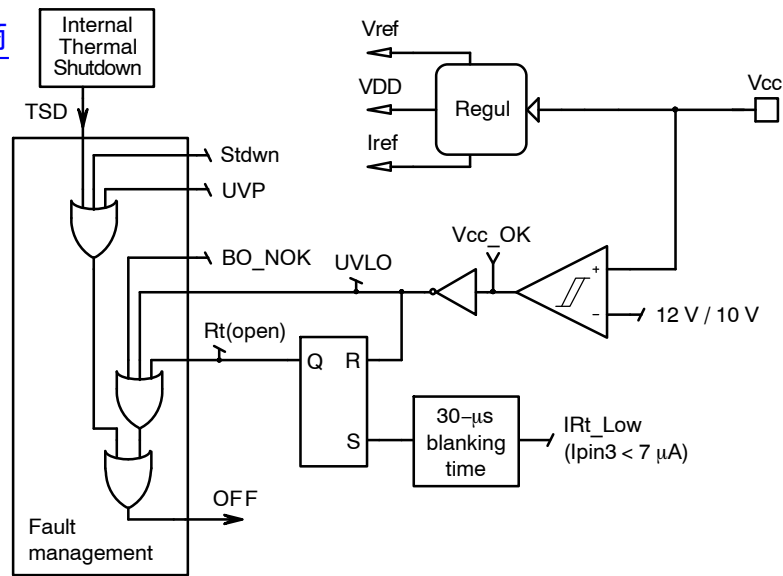 Internal
Thermal
Shutdown
TSD
Vref
VDD
Iref
Regul
Vcc
Stdwn
UVP
BO_NOK
UVLO
Vcc_OK
+
−
12 V / 10 V
Rt(open)
Q R
S
30−μs
blanking
time
IRt_Low
(Ipin3 < 7 μA)
OFF
Fault
management